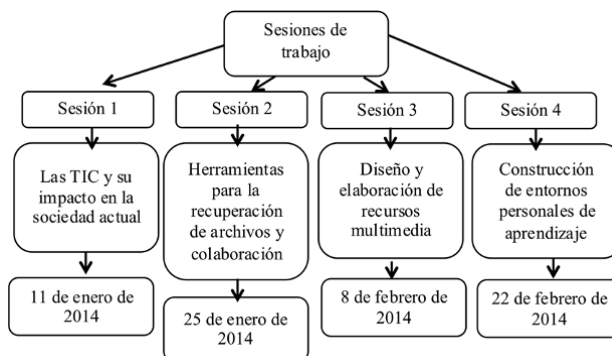 Sesiones de
trabajo
Sesión 1
Sesión 2
Sesión 3
Sesión 4
Las TIC y su
impacto en la
sociedad actual
Herramientas
para la
recuperación
de archivos y
colaboración
Diseño y
elaboración de
recursos
multimedia
Construcción
de entornos
personales de
aprendizaje
11 de enero de
2014
25 de enero de
2014
8 de febrero de
2014
22 de febrero de
2014